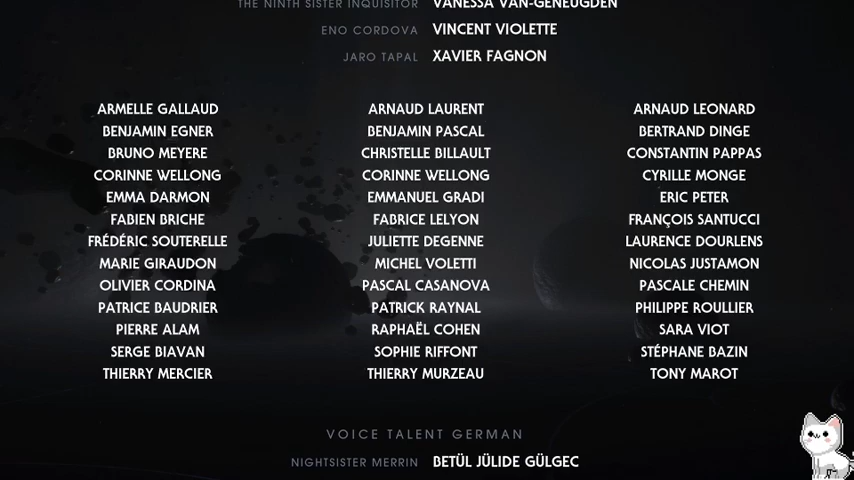 THE NINTH SISTER INQUISITOR VANESSA VAN-GENEUGDEN
ENO CORDOVA VINCENT VIOLETTE
JARO TAPAL XAVIER FAGNON
ARMELLE GALLAUD ARNAUD LAURENT ARNAUD LEONARD
BENJAMIN EGNER BENJAMIN PASCAL BERTRAND DINGE
BRUNO MEYERE CHRISTELLE BILLAULT CONSTANTIN PAPPAS
CORINNE WELLONG CORINNE WELLONG CYRILLE MONGE
EMMA DARMON EMMANUEL GRADI ERIC PETER
FABIEN BRICHE FABRICE LELYON FRANÇOIS SANTUCCI
FRÉDÉRIC SOUTERELLE JULIETTE DEGENNE LAURENCE DOURLENS
MARIE GIRAUDON MICHEL VOLETTI NICOLAS JUSTAMON
OLIVIER CORDINA PASCAL CASANOVA PASCALE CHEMIN
PATRICE BAUDRIER PATRICK RAYNAL PHILIPPE ROULLIER
PIERRE ALAM RAPHAËL COHEN SARA VIOT
SERGE BIAVAN SOPHIE RIFFONT STÉPHANE BAZIN
THIERRY MERCIER THIERRY MURZEAU TONY MAROT
VOICE TALENT GERMAN
NIGHTSISTER MERRIN BETÜL JÜLIDE GÜLGEC